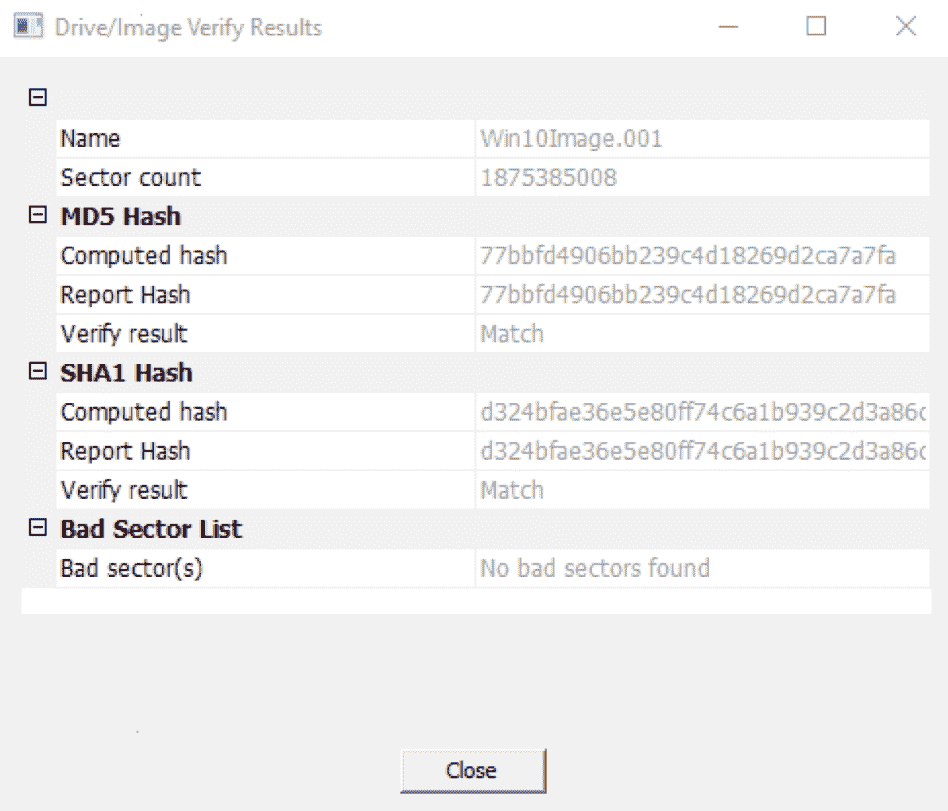 Drive/Image Verify Results
Name Win10Image.001
Sector count 1875385008
MD5 Hash
Computed hash 77bbfd4906bb239c4d18269d2ca7a7fa
Report Hash 77bbfd4906bb239c4d18269d2ca7a7fa
Verify result Match
SHA1 Hash
Computed hash d324bfae36e5e80ff74c6a1b939c2d3a86c
Report Hash d324bfae36e5e80ff74c6a1b939c2d3a86c
Verify result Match
Bad Sector List
Bad sector(s) No bad sectors found
Close